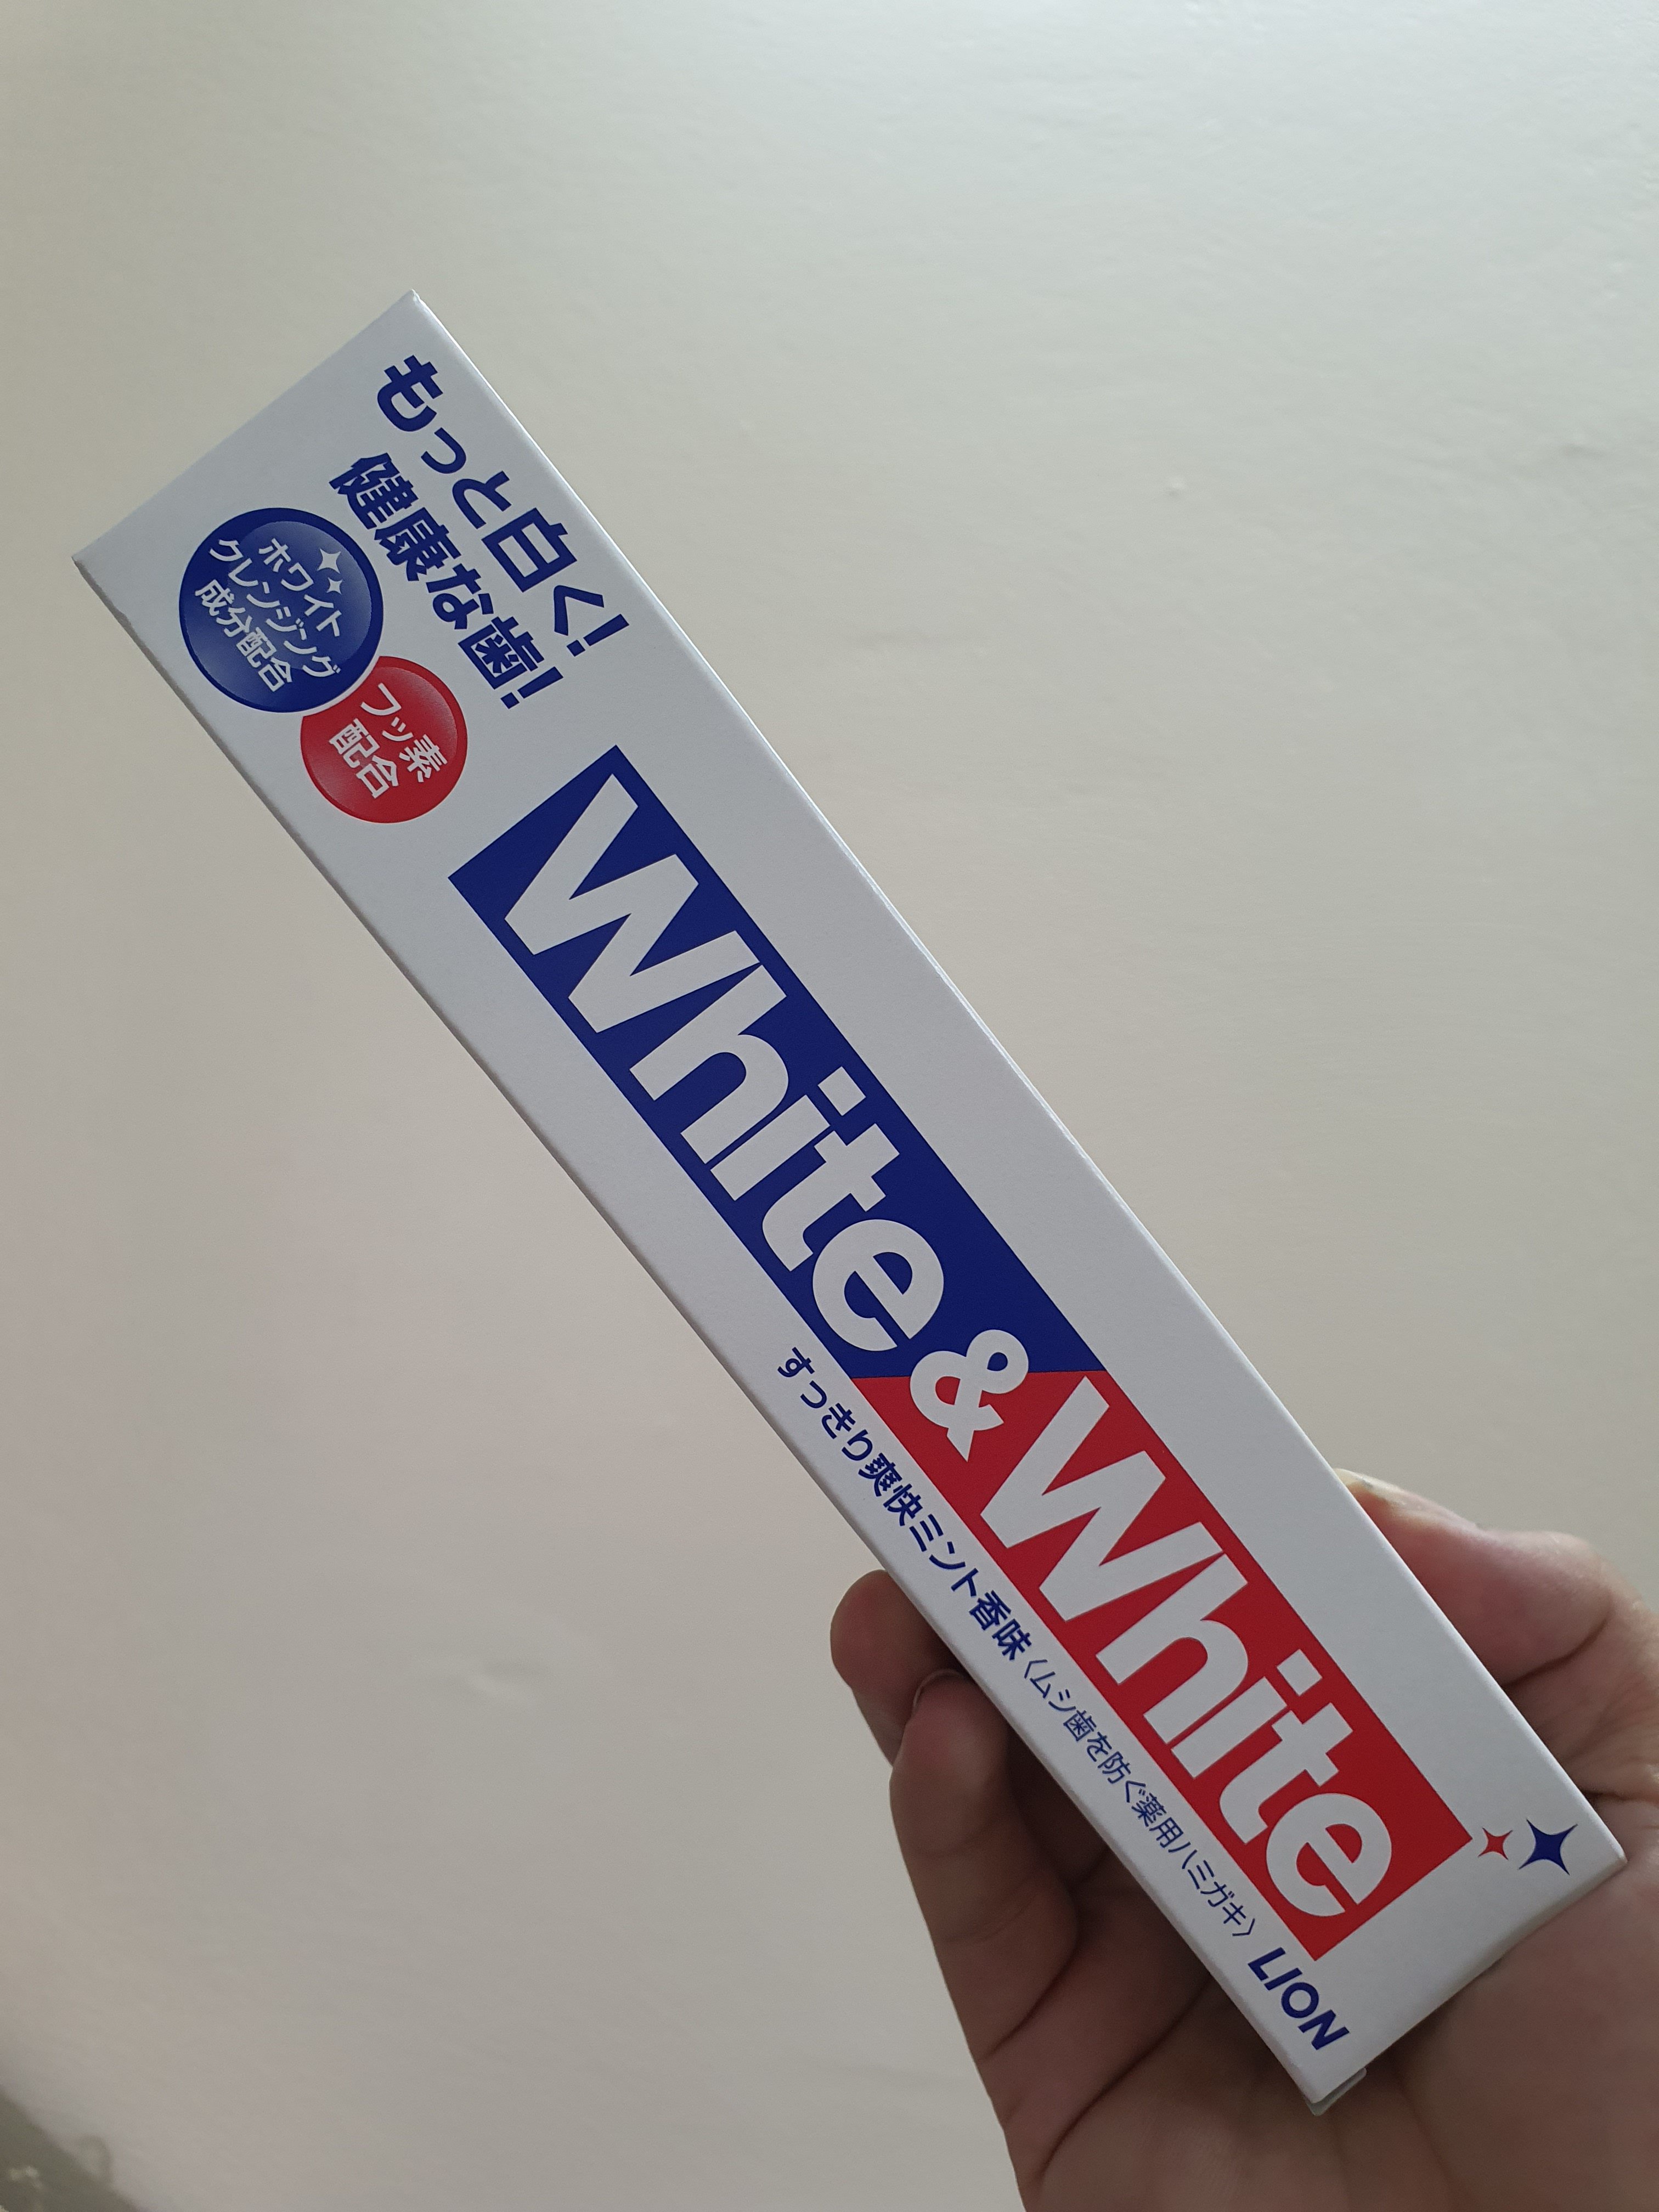 もっと白く!
健康な歯!
ホワイト
クレンジング
成分配合
フッ素
配合
White & White
すっきり爽快ミント香味〈ムシ歯を防ぐ薬用ハミガキ〉 LION